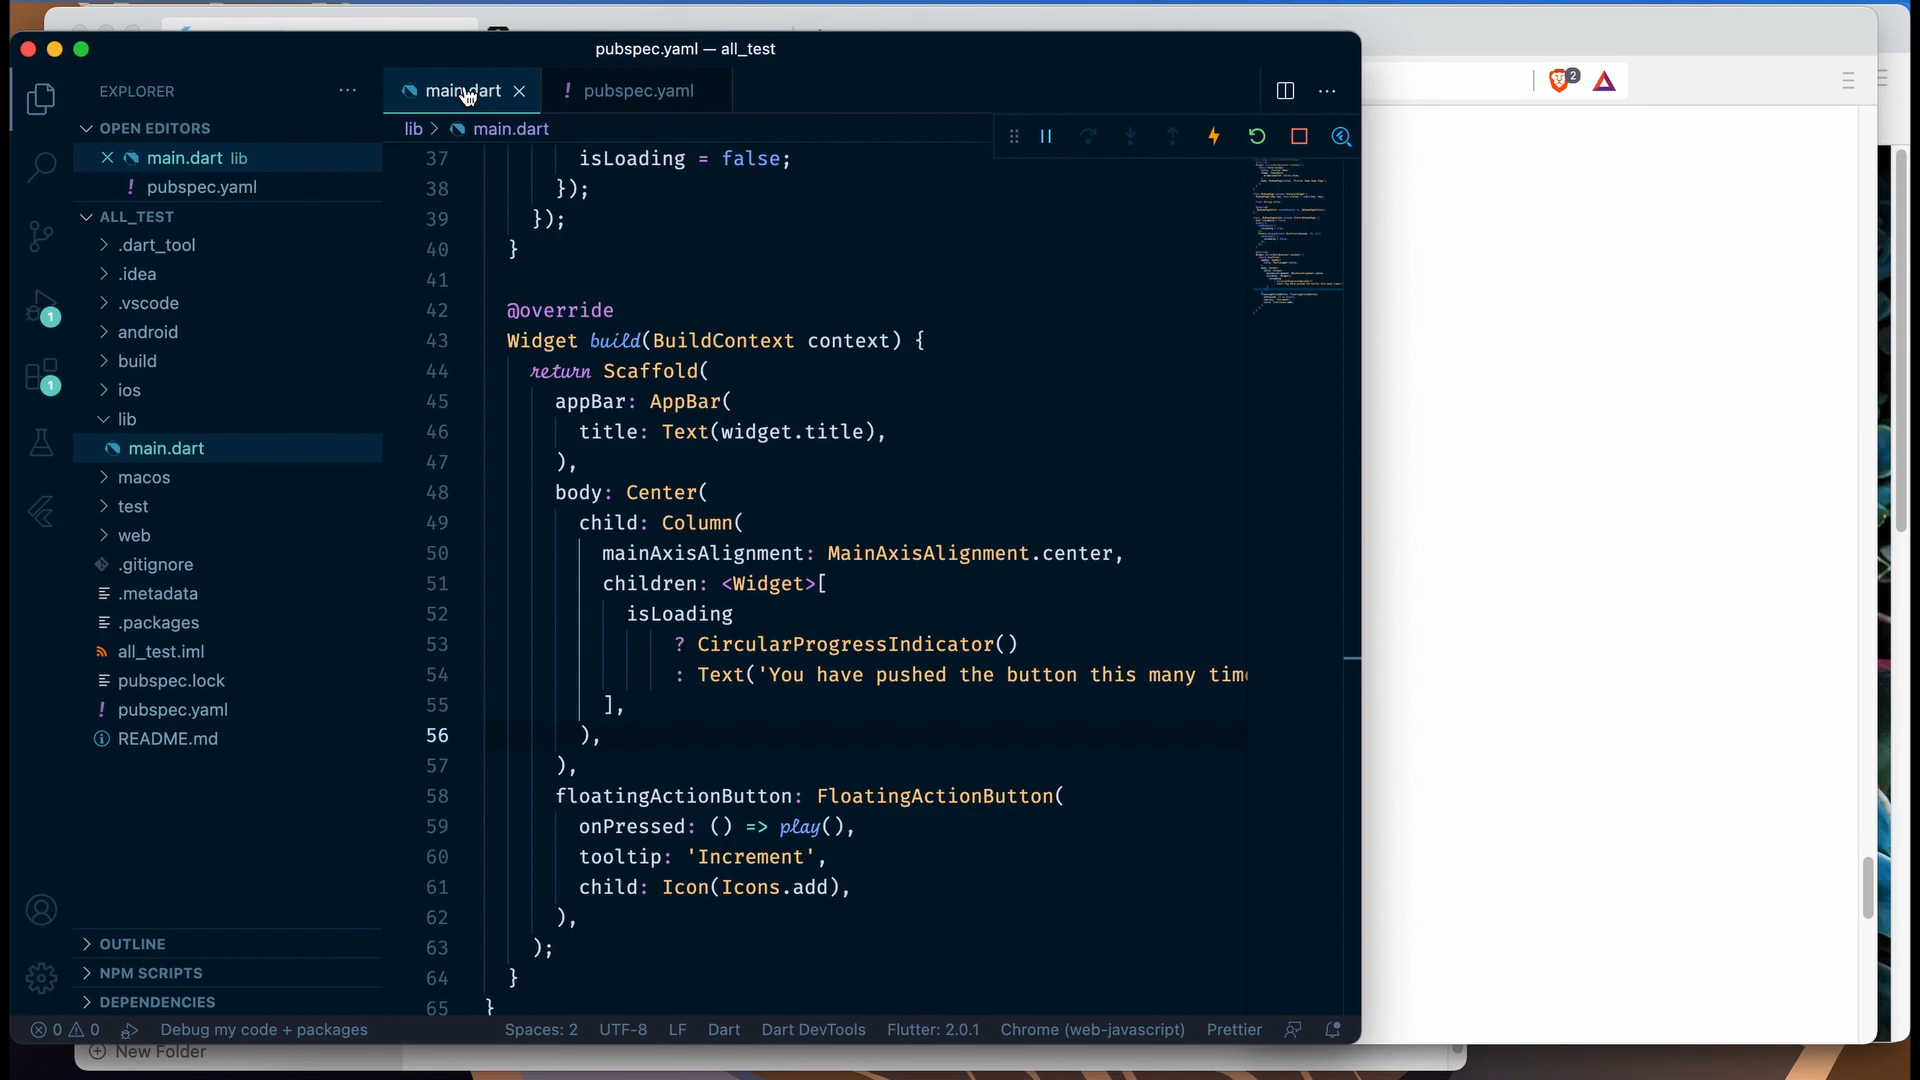 pubspec.yaml — all_test
2
EXPLORER
main.dart
pubspec.yaml
OPEN EDITORS
lib > main.dart
main.dart lib
pubspec.yaml
ALL_TEST
.dart_tool
.idea
.vscode
android
build
ios
lib
main.dart
macos
test
web
.gitignore
.metadata
.packages
all_test.iml
pubspec.lock
pubspec.yaml
README.md
1
1
OUTLINE
NPM SCRIPTS
DEPENDENCIES
37 isLoading = false;
38 });
39 });
40 }
41
42 @override
43 Widget build(BuildContext context) {
44 return Scaffold(
45 appBar: AppBar(
46 title: Text(widget.title),
47 ),
48 body: Center(
49 child: Column(
50 mainAxisAlignment: MainAxisAlignment.center,
51 children: <Widget>[
52 isLoading
53 ? CircularProgressIndicator()
54 : Text('You have pushed the button this many tim
55 ],
56 ),
57 ),
58 floatingActionButton: FloatingActionButton(
59 onPressed: () => play(),
60 tooltip: 'Increment',
61 child: Icon(Icons.add),
62 ),
63 );
64 }
65 }
0 0 Debug my code + packages Spaces: 2 UTF-8 LF Dart Dart DevTools Flutter: 2.0.1 Chrome (web-javascript) Prettier
New Folder